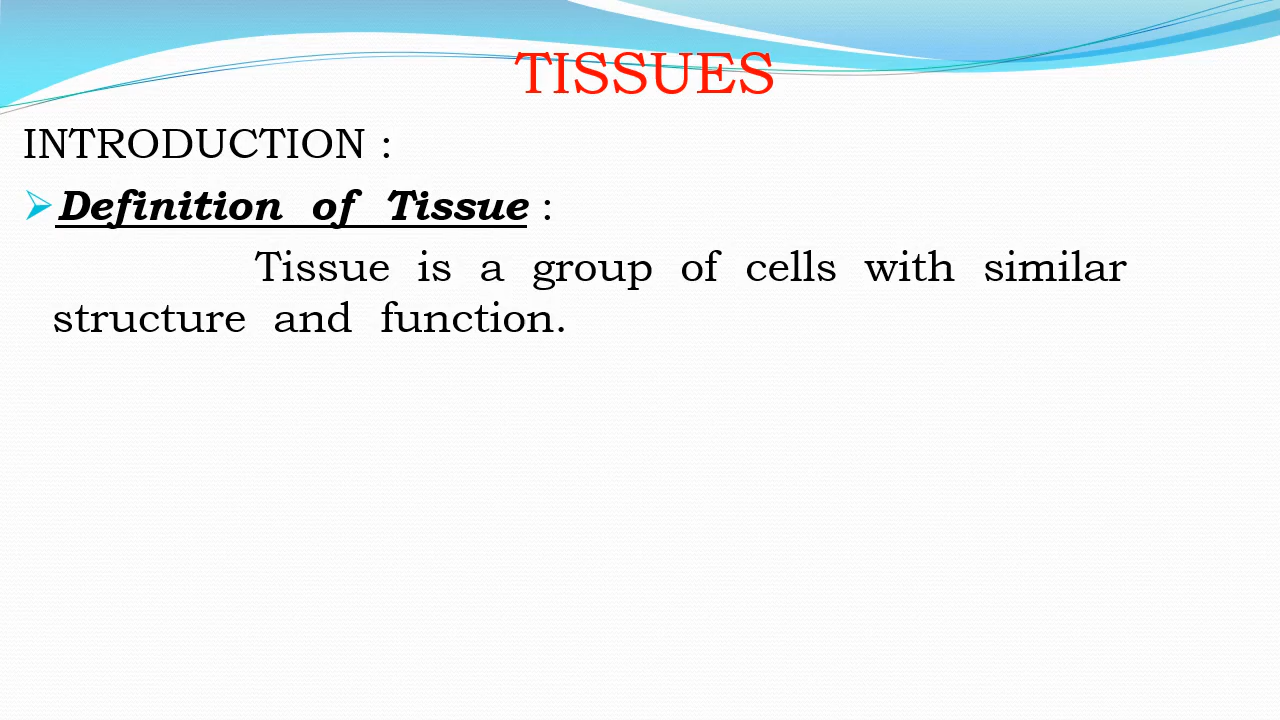 TISSUES
INTRODUCTION :
Definition of Tissue :
Tissue is a group of cells with similar
structure and function.